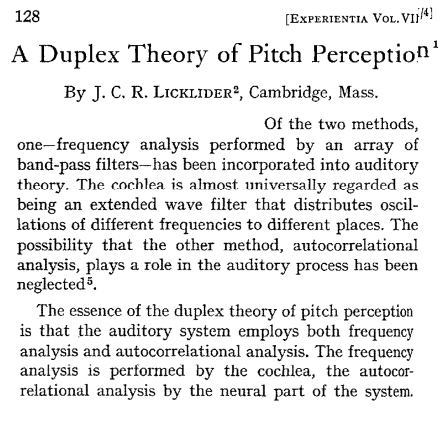 128 [EXPERIENTIA VOL. VII/4]
A Duplex Theory of Pitch Perception¹
By J. C. R. LICKLIDER², Cambridge, Mass.
Of the two methods,
one—frequency analysis performed by an array of
band-pass filters—has been incorporated into auditory
theory. The cochlea is almost universally regarded as
being an extended wave filter that distributes oscil-
lations of different frequencies to different places. The
possibility that the other method, autocorrelational
analysis, plays a role in the auditory process has been
neglected⁵.
The essence of the duplex theory of pitch perception
is that the auditory system employs both frequency
analysis and autocorrelational analysis. The frequency
analysis is performed by the cochlea, the autocor-
relational analysis by the neural part of the system.